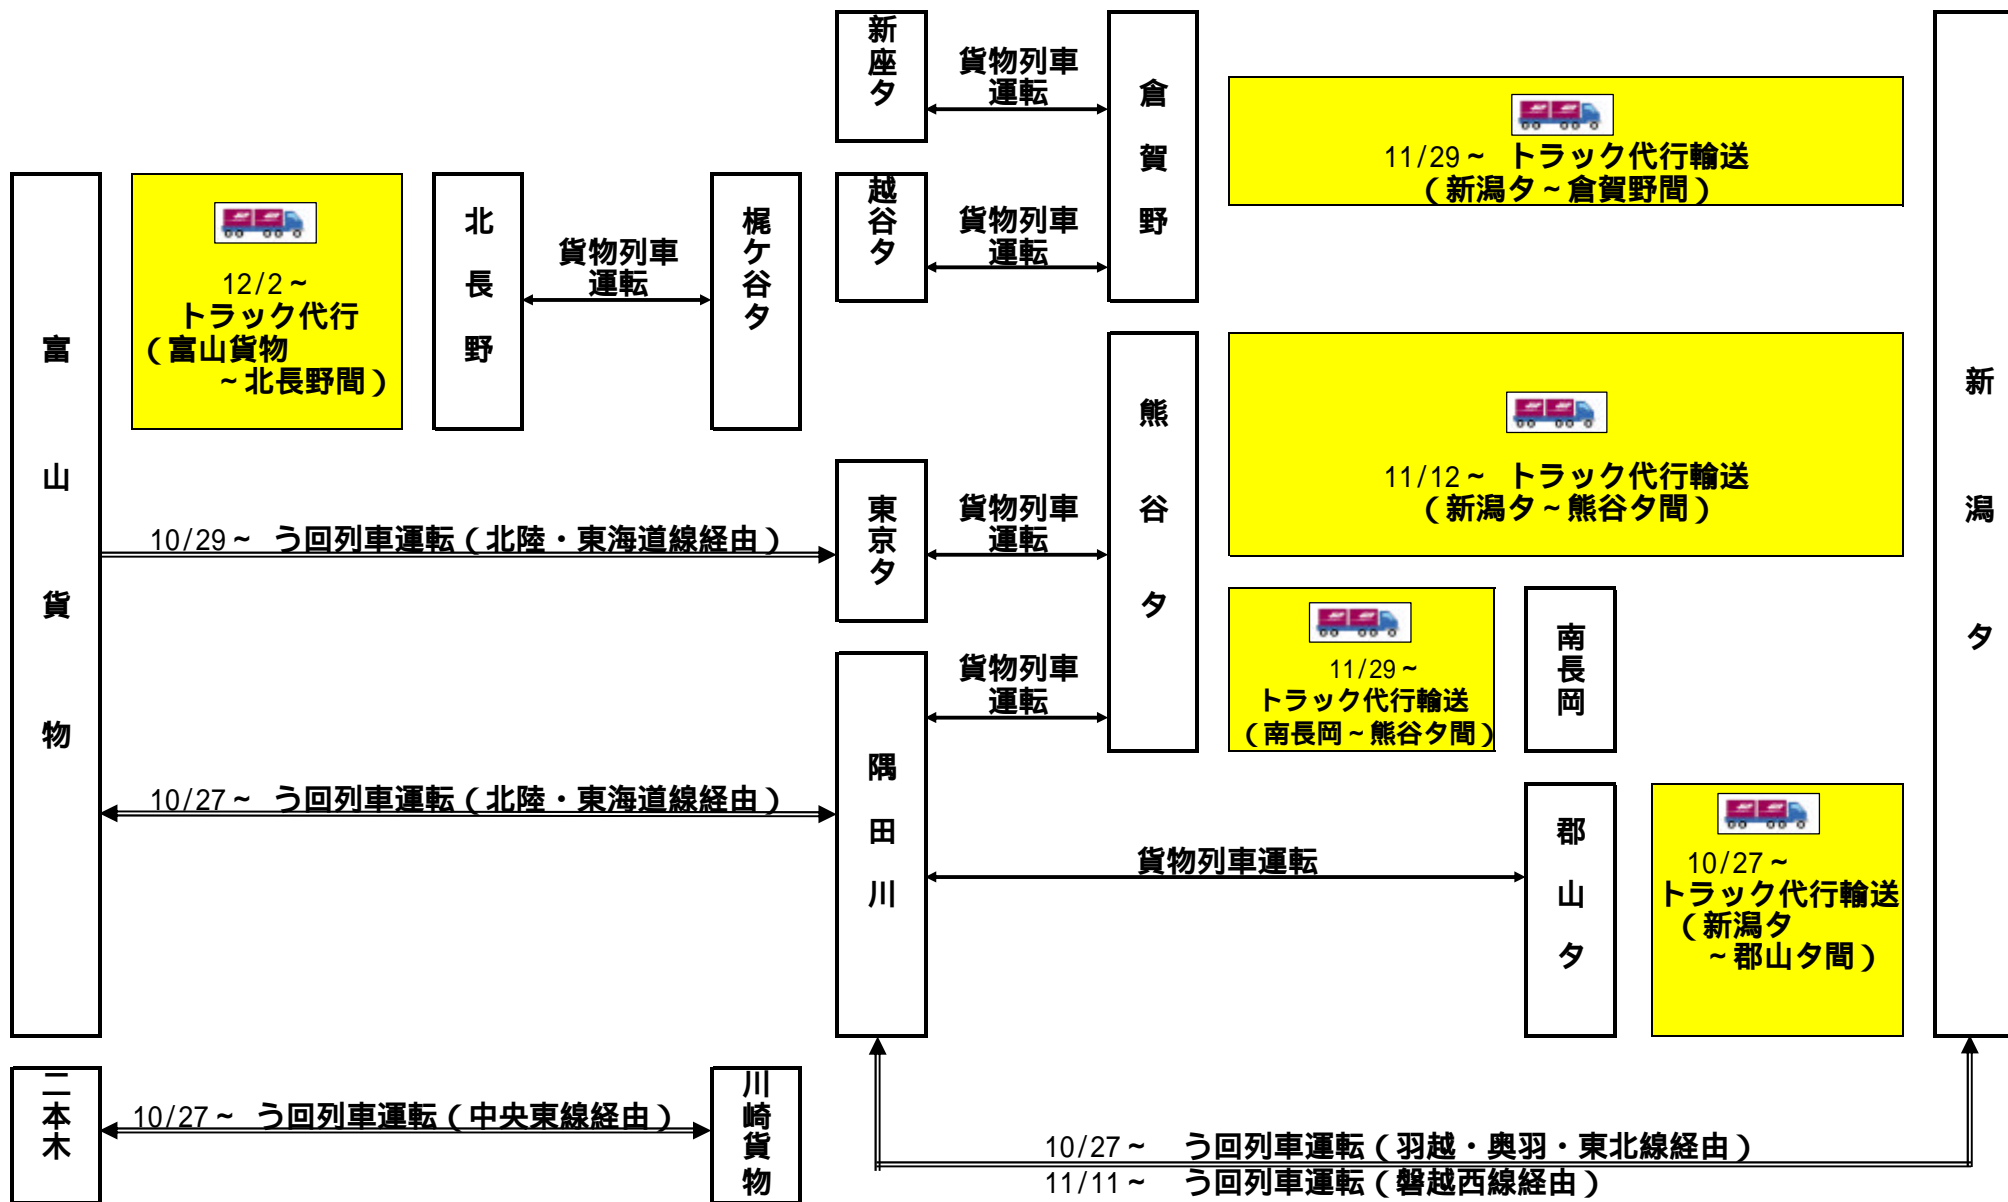 新座タ
貨物列車
運転
倉賀野
11/29~ トラック代行輸送
(新潟タ~倉賀野間)
越谷タ
貨物列車
運転
富山貨物
12/2~
トラック代行
(富山貨物
~北長野間)
北長野
貨物列車
運転
梶ケ谷タ
新潟タ
熊谷タ
11/12~ トラック代行輸送
(新潟タ~熊谷タ間)
10/29~ う回列車運転(北陸・東海道線経由)
東京タ
貨物列車
運転
11/29~
トラック代行輸送
(南長岡~熊谷タ間)
南長岡
貨物列車
運転
隅田川
10/27~ う回列車運転(北陸・東海道線経由)
貨物列車運転
郡山タ
10/27~
トラック代行輸送
(新潟タ
~郡山タ間)
二本木
10/27~ う回列車運転(中央東線経由)
川崎貨物
10/27~ う回列車運転(羽越・奥羽・東北線経由)
11/11~ う回列車運転(磐越西線経由)